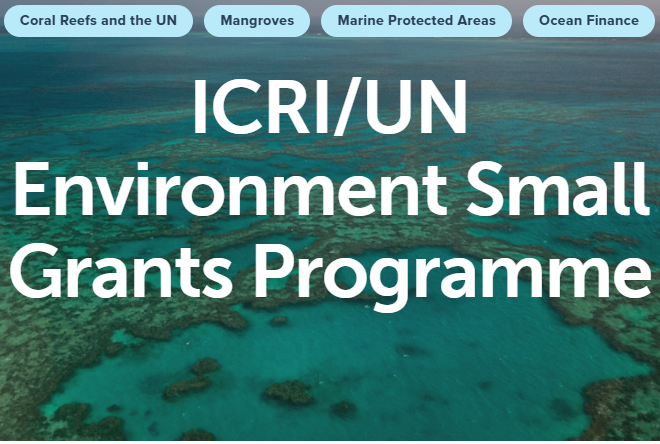 Coral Reefs and the UN Mangroves Marine Protected Areas Ocean Finance
ICRI/UN
Environment Small
Grants Programme